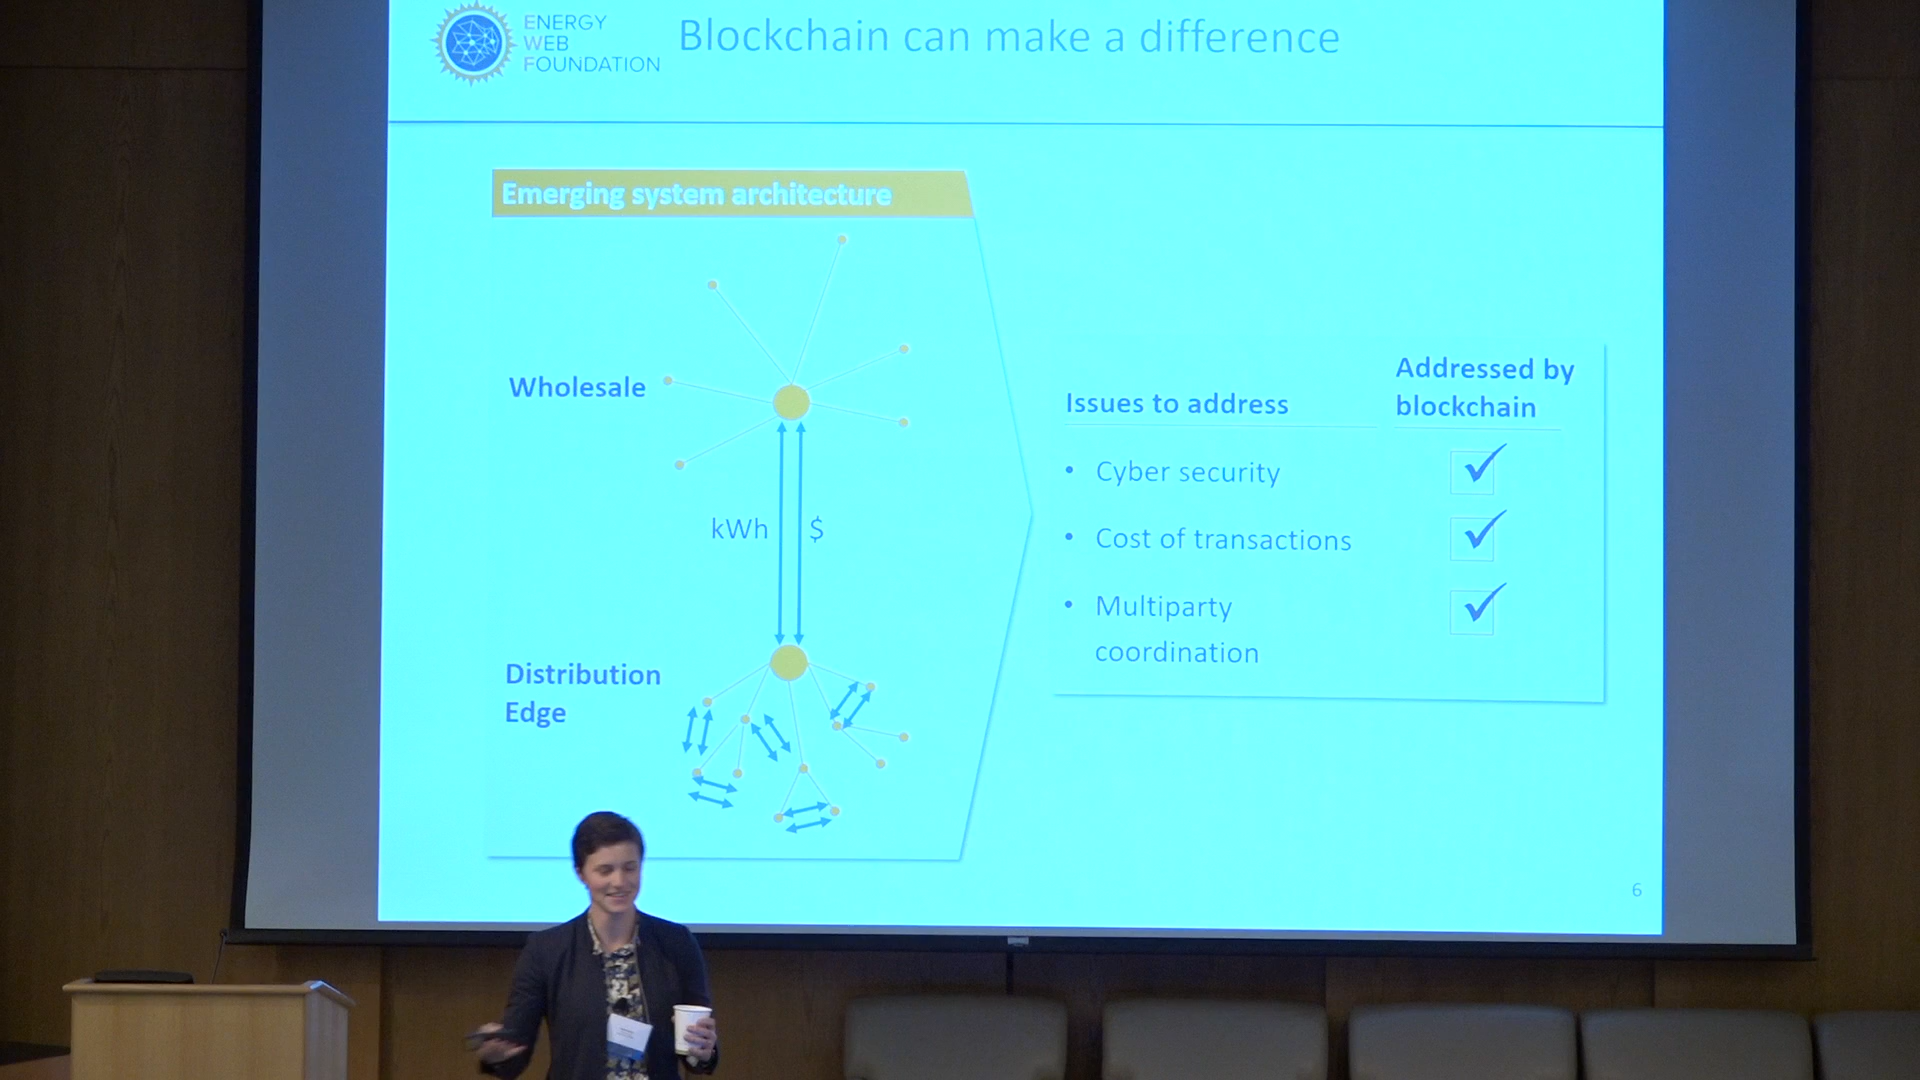 ENERGY
WEB
FOUNDATION
Blockchain can make a difference
Emerging system architecture
Wholesale
kWh
$
Distribution
Edge
Issues to address
Addressed by
blockchain
• Cyber security
• Cost of transactions
• Multiparty
coordination
6